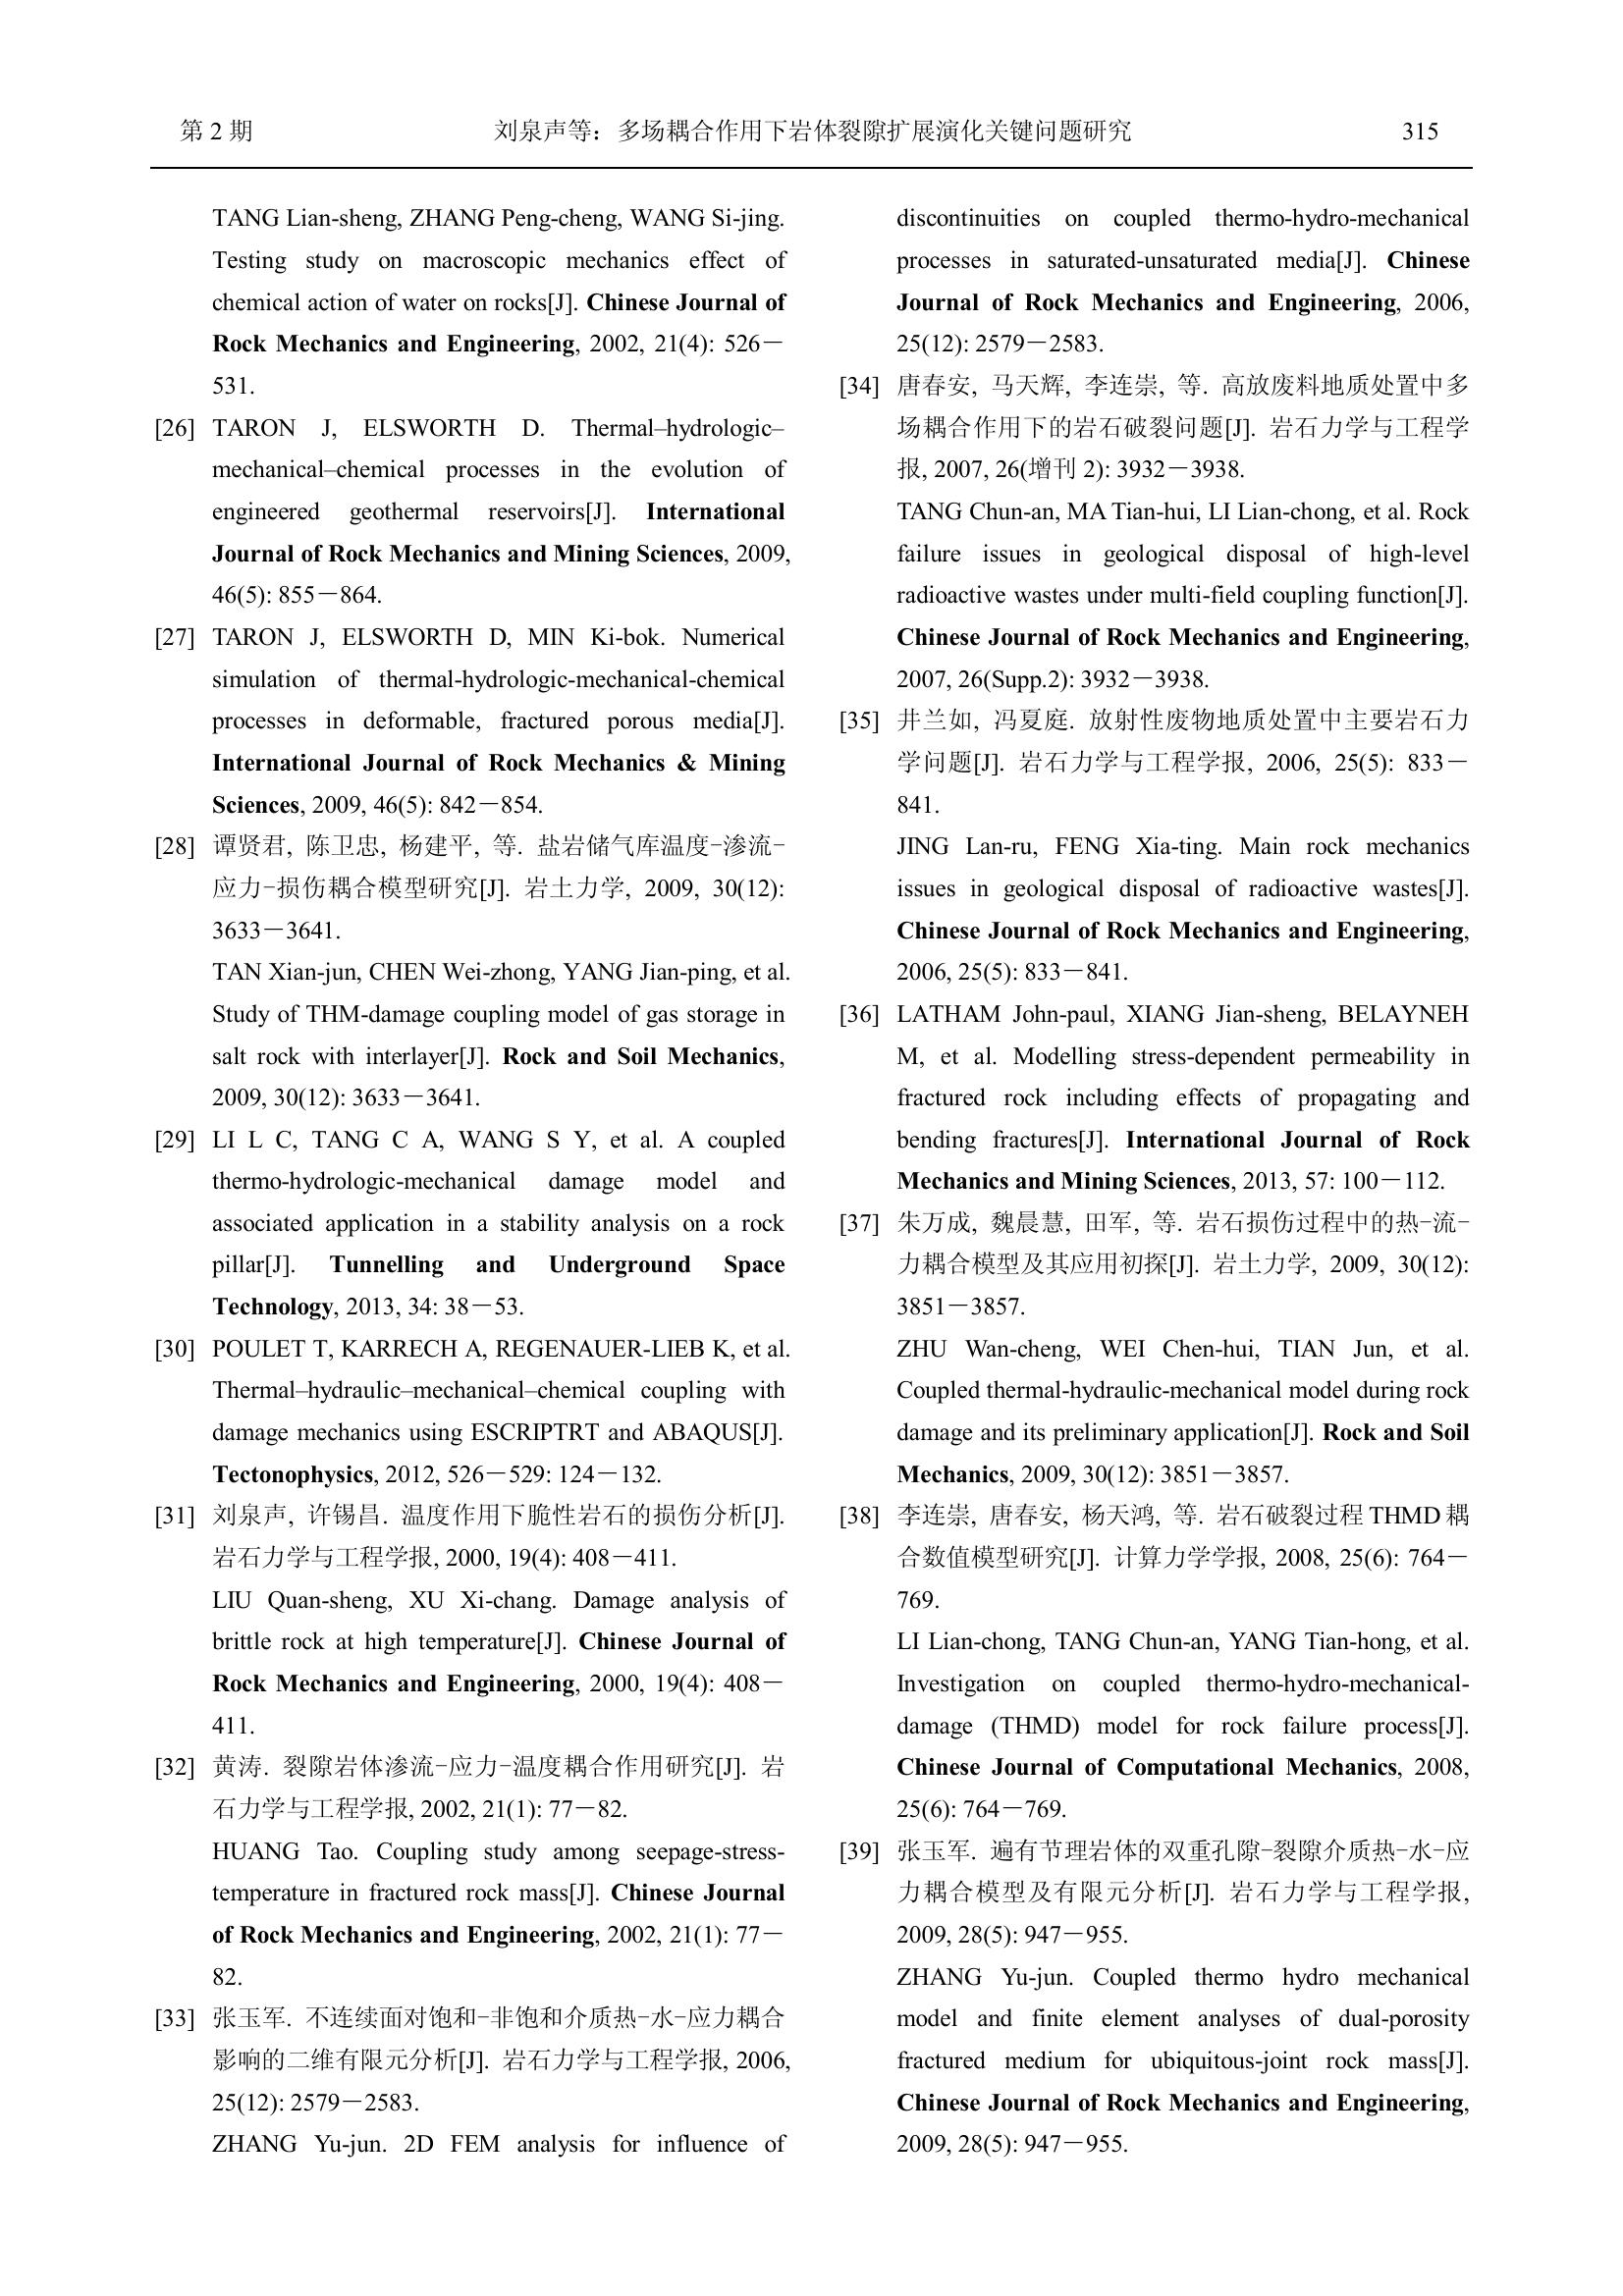 第 2 期 刘泉声等：多场耦合作用下岩体裂隙扩展演化关键问题研究 315
TANG Lian-sheng, ZHANG Peng-cheng, WANG Si-jing.
Testing study on macroscopic mechanics effect of
chemical action of water on rocks[J]. Chinese Journal of
Rock Mechanics and Engineering, 2002, 21(4): 526－
531.
[26] TARON J, ELSWORTH D. Thermal–hydrologic–
mechanical–chemical processes in the evolution of
engineered geothermal reservoirs[J]. International
Journal of Rock Mechanics and Mining Sciences, 2009,
46(5): 855－864.
[27] TARON J, ELSWORTH D, MIN Ki-bok. Numerical
simulation of thermal-hydrologic-mechanical-chemical
processes in deformable, fractured porous media[J].
International Journal of Rock Mechanics & Mining
Sciences, 2009, 46(5): 842－854.
[28] 谭贤君, 陈卫忠, 杨建平, 等. 盐岩储气库温度-渗流-
应力-损伤耦合模型研究[J]. 岩土力学, 2009, 30(12):
3633－3641.
TAN Xian-jun, CHEN Wei-zhong, YANG Jian-ping, et al.
Study of THM-damage coupling model of gas storage in
salt rock with interlayer[J]. Rock and Soil Mechanics,
2009, 30(12): 3633－3641.
[29] LI L C, TANG C A, WANG S Y, et al. A coupled
thermo-hydrologic-mechanical damage model and
associated application in a stability analysis on a rock
pillar[J]. Tunnelling and Underground Space
Technology, 2013, 34: 38－53.
[30] POULET T, KARRECH A, REGENAUER-LIEB K, et al.
Thermal–hydraulic–mechanical–chemical coupling with
damage mechanics using ESCRIPTRT and ABAQUS[J].
Tectonophysics, 2012, 526－529: 124－132.
[31] 刘泉声, 许锡昌. 温度作用下脆性岩石的损伤分析[J].
岩石力学与工程学报, 2000, 19(4): 408－411.
LIU Quan-sheng, XU Xi-chang. Damage analysis of
brittle rock at high temperature[J]. Chinese Journal of
Rock Mechanics and Engineering, 2000, 19(4): 408－
411.
[32] 黄涛. 裂隙岩体渗流-应力-温度耦合作用研究[J]. 岩
石力学与工程学报, 2002, 21(1): 77－82.
HUANG Tao. Coupling study among seepage-stress-
temperature in fractured rock mass[J]. Chinese Journal
of Rock Mechanics and Engineering, 2002, 21(1): 77－
82.
[33] 张玉军. 不连续面对饱和-非饱和介质热-水-应力耦合
影响的二维有限元分析[J]. 岩石力学与工程学报, 2006,
25(12): 2579－2583.
ZHANG Yu-jun. 2D FEM analysis for influence of
discontinuities on coupled thermo-hydro-mechanical
processes in saturated-unsaturated media[J]. Chinese
Journal of Rock Mechanics and Engineering, 2006,
25(12): 2579－2583.
[34] 唐春安, 马天辉, 李连崇, 等. 高放废料地质处置中多
场耦合作用下的岩石破裂问题[J]. 岩石力学与工程学
报, 2007, 26(增刊 2): 3932－3938.
TANG Chun-an, MA Tian-hui, LI Lian-chong, et al. Rock
failure issues in geological disposal of high-level
radioactive wastes under multi-field coupling function[J].
Chinese Journal of Rock Mechanics and Engineering,
2007, 26(Supp.2): 3932－3938.
[35] 井兰如, 冯夏庭. 放射性废物地质处置中主要岩石力
学问题[J]. 岩石力学与工程学报, 2006, 25(5): 833－
841.
JING Lan-ru, FENG Xia-ting. Main rock mechanics
issues in geological disposal of radioactive wastes[J].
Chinese Journal of Rock Mechanics and Engineering,
2006, 25(5): 833－841.
[36] LATHAM John-paul, XIANG Jian-sheng, BELAYNEH
M, et al. Modelling stress-dependent permeability in
fractured rock including effects of propagating and
bending fractures[J]. International Journal of Rock
Mechanics and Mining Sciences, 2013, 57: 100－112.
[37] 朱万成, 魏晨慧, 田军, 等. 岩石损伤过程中的热-流-
力耦合模型及其应用初探[J]. 岩土力学, 2009, 30(12):
3851－3857.
ZHU Wan-cheng, WEI Chen-hui, TIAN Jun, et al.
Coupled thermal-hydraulic-mechanical model during rock
damage and its preliminary application[J]. Rock and Soil
Mechanics, 2009, 30(12): 3851－3857.
[38] 李连崇, 唐春安, 杨天鸿, 等. 岩石破裂过程 THMD 耦
合数值模型研究[J]. 计算力学学报, 2008, 25(6): 764－
769.
LI Lian-chong, TANG Chun-an, YANG Tian-hong, et al.
Investigation on coupled thermo-hydro-mechanical-
damage (THMD) model for rock failure process[J].
Chinese Journal of Computational Mechanics, 2008,
25(6): 764－769.
[39] 张玉军. 遍有节理岩体的双重孔隙-裂隙介质热-水-应
力耦合模型及有限元分析[J]. 岩石力学与工程学报,
2009, 28(5): 947－955.
ZHANG Yu-jun. Coupled thermo hydro mechanical
model and finite element analyses of dual-porosity
fractured medium for ubiquitous-joint rock mass[J].
Chinese Journal of Rock Mechanics and Engineering,
2009, 28(5): 947－955.